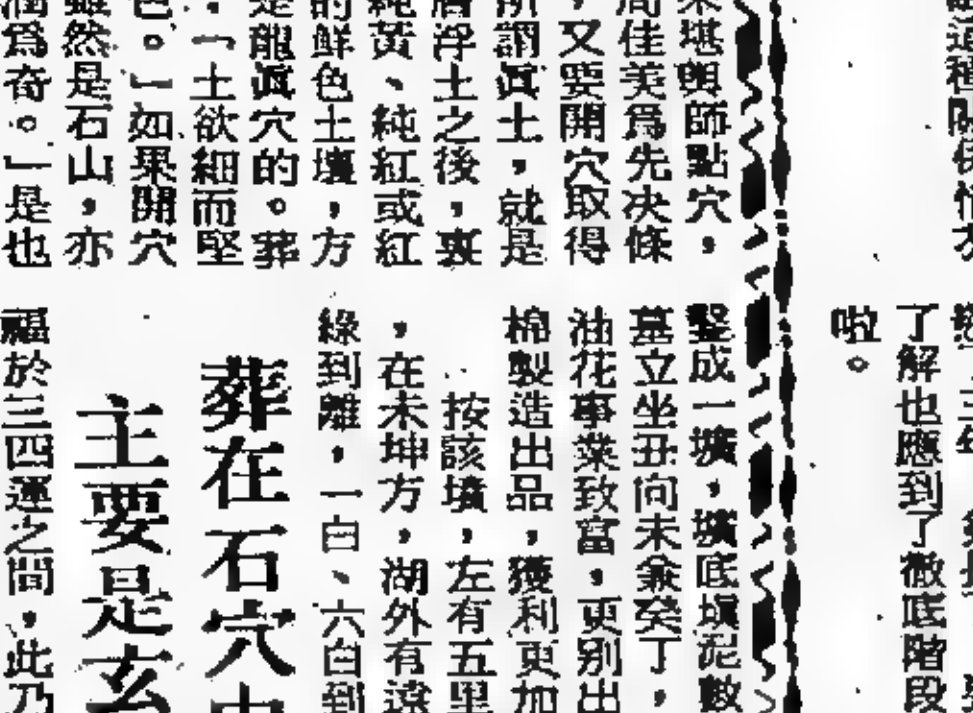 了解也應到了徹底階段
啦。
堪輿師點穴，
佳美爲先决條
，又要開穴取得
所謂眞土，就是
層浮土之後，裏
純黃、純紅或紅
的鮮色土壤，方
是龍眞穴的。葬
，「土欲細而堅
色。」如果開穴
雖然是石山，亦
潤爲奇。」是也
鑿成一壙，壙底塡泥數
墓立坐丑向未兼癸丁，
油花事業致富，更别出
棉製造出品，獲利更加
按該墳，左有五里
，在未坤方，湖外有遠
綠到離，一白、六白到
葬在石穴
主要是玄
福於三四運之間，此乃